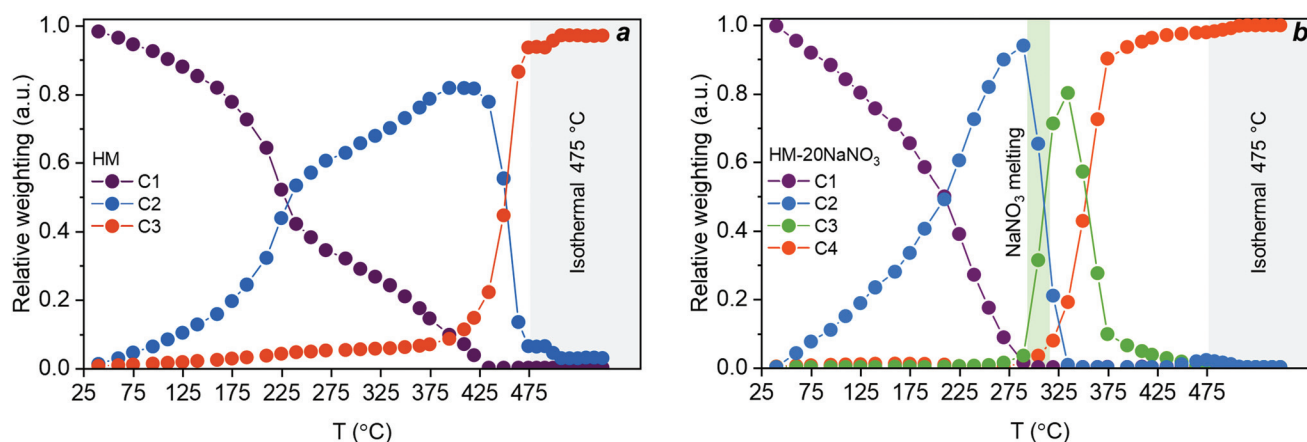 a
1.0
0.8
0.6
0.4
0.2
0.0
Relative weighting (a.u.)
HM
C1
C2
C3
Isothermal 475 °C
25 75 125 175 225 275 325 375 425 475
T (°C)
b
1.0
0.8
0.6
0.4
0.2
0.0
Relative weighting (a.u.)
HM-20NaNO₃
C1
C2
C3
C4
NaNO₃ melting
Isothermal 475 °C
25 75 125 175 225 275 325 375 425 475
T (°C)